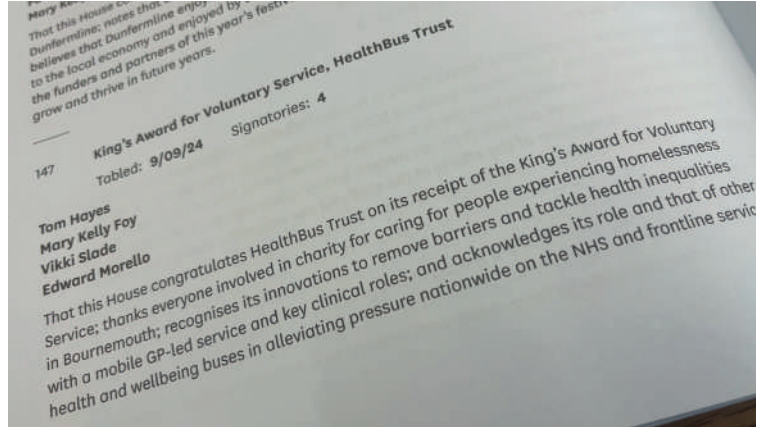 Mary Ke
That this House c
Dunfermline; notes that
believes that Dunfermline enjoy
to the local economy and enjoyed by
the funders and partners of this year's festi
grow and thrive in future years.
147 King's Award for Voluntary Service, HealthBus Trust
Tabled: 9/09/24 Signatories: 4
Tom Hayes
Mary Kelly Foy
Vikki Slade
Edward Morello
That this House congratulates HealthBus Trust on its receipt of the King's Award for Voluntary
Service; thanks everyone involved in charity for caring for people experiencing homelessness
in Bournemouth; recognises its innovations to remove barriers and tackle health inequalities
with a mobile GP-led service and key clinical roles; and acknowledges its role and that of other
health and wellbeing buses in alleviating pressure nationwide on the NHS and frontline servic